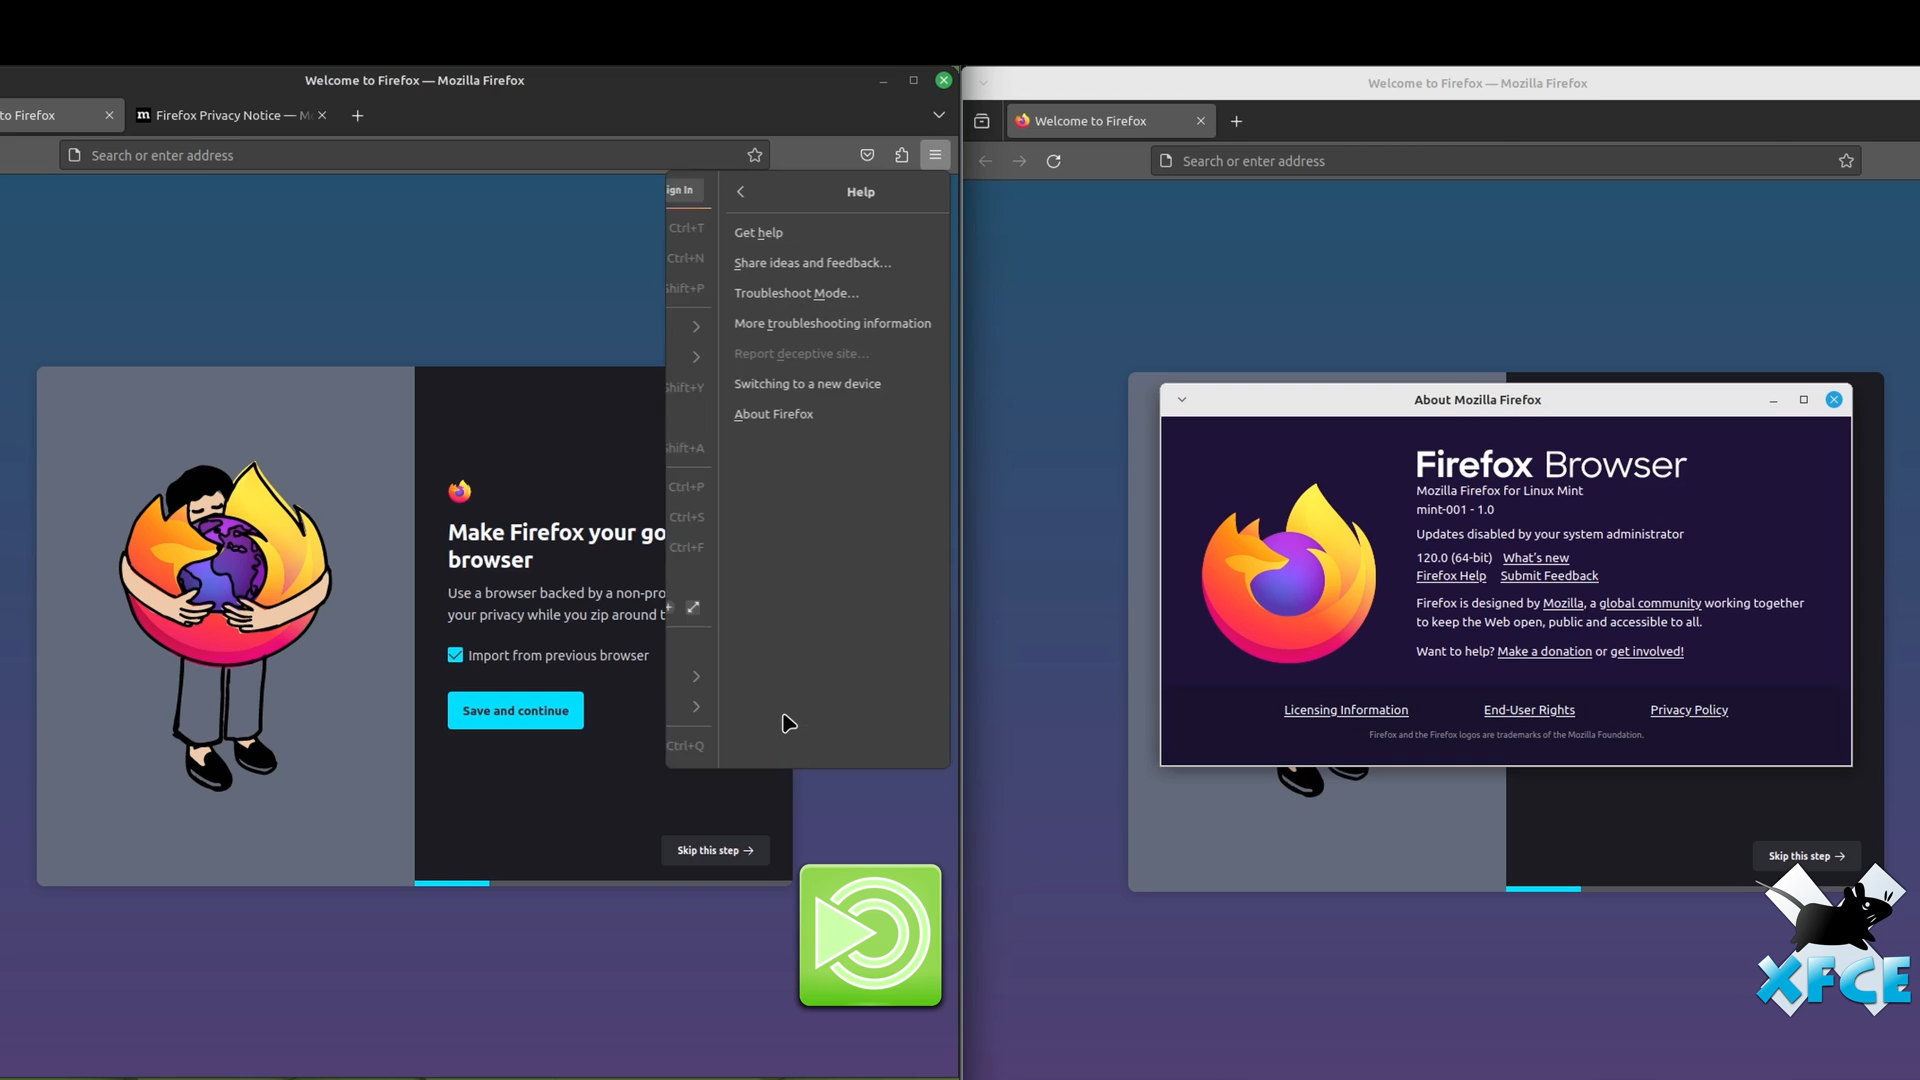 Welcome to Firefox — Mozilla Firefox
to Firefox
Firefox Privacy Notice — M
Search or enter address
ign In
Help
Ctrl+T
Get help
Ctrl+N
Share ideas and feedback…
Shift+P
Troubleshoot Mode…
More troubleshooting information
Report deceptive site…
Shift+Y
Switching to a new device
About Firefox
Shift+A
Ctrl+P
Ctrl+S
Ctrl+F
Ctrl+Q
Make Firefox your go
browser
Use a browser backed by a non-pro
your privacy while you zip around t
Import from previous browser
Save and continue
Skip this step →
Welcome to Firefox — Mozilla Firefox
Welcome to Firefox
Search or enter address
About Mozilla Firefox
Firefox Browser
Mozilla Firefox for Linux Mint
mint-001 - 1.0
Updates disabled by your system administrator
120.0 (64-bit) What's new
Firefox Help Submit Feedback
Firefox is designed by Mozilla, a global community working together
to keep the Web open, public and accessible to all.
Want to help? Make a donation or get involved!
Licensing Information End-User Rights Privacy Policy
Firefox and the Firefox logos are trademarks of the Mozilla Foundation.
Skip this step →
XFCE